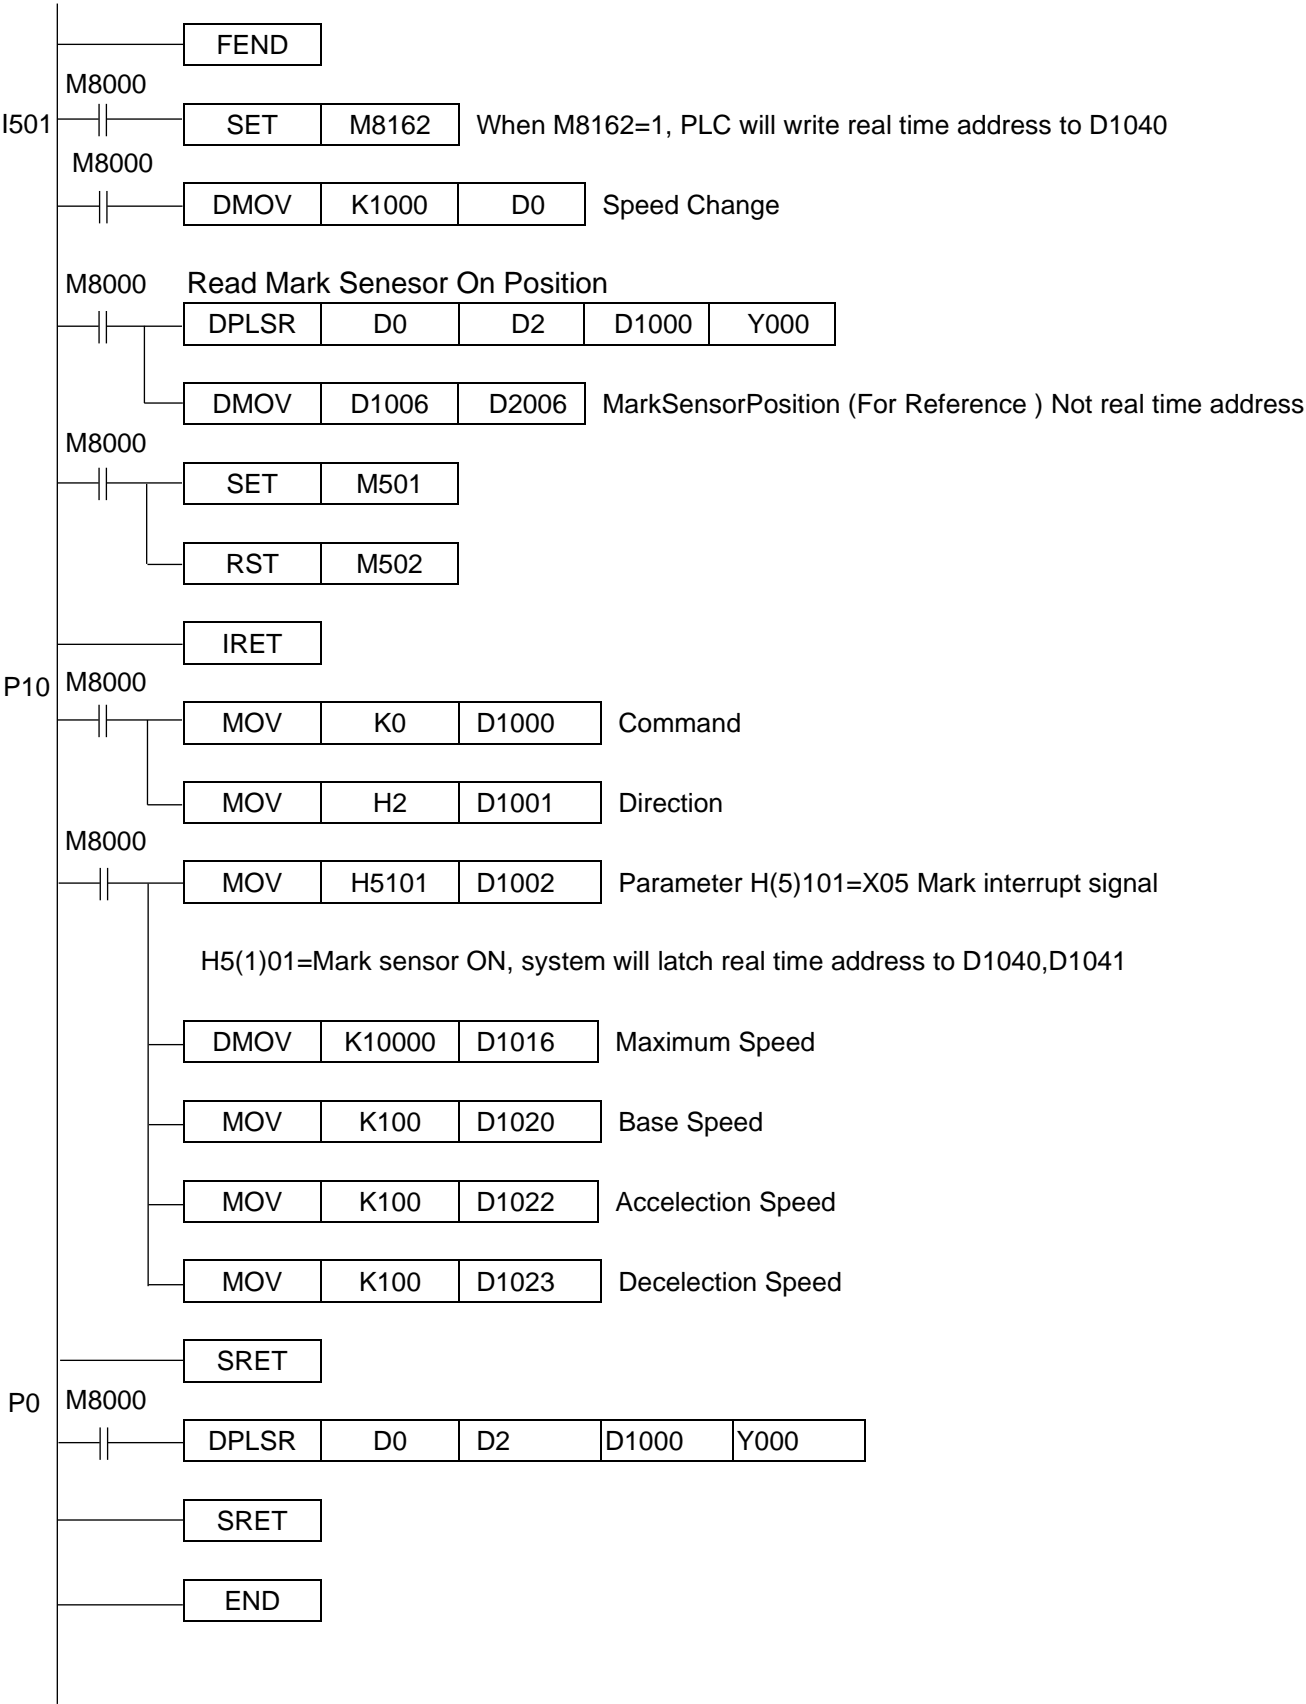 FEND
M8000
I501 SET M8162 When M8162=1, PLC will write real time address to D1040
M8000
DMOV K1000 D0 Speed Change
M8000 Read Mark Senesor On Position
DPLSR D0 D2 D1000 Y000
DMOV D1006 D2006 MarkSensorPosition (For Reference ) Not real time address
M8000
SET M501
RST M502
IRET
P10 M8000
MOV K0 D1000 Command
MOV H2 D1001 Direction
M8000
MOV H5101 D1002 Parameter H(5)101=X05 Mark interrupt signal
H5(1)01=Mark sensor ON, system will latch real time address to D1040,D1041
DMOV K10000 D1016 Maximum Speed
MOV K100 D1020 Base Speed
MOV K100 D1022 Accelection Speed
MOV K100 D1023 Decelection Speed
SRET
P0 M8000
DPLSR D0 D2 D1000 Y000
SRET
END